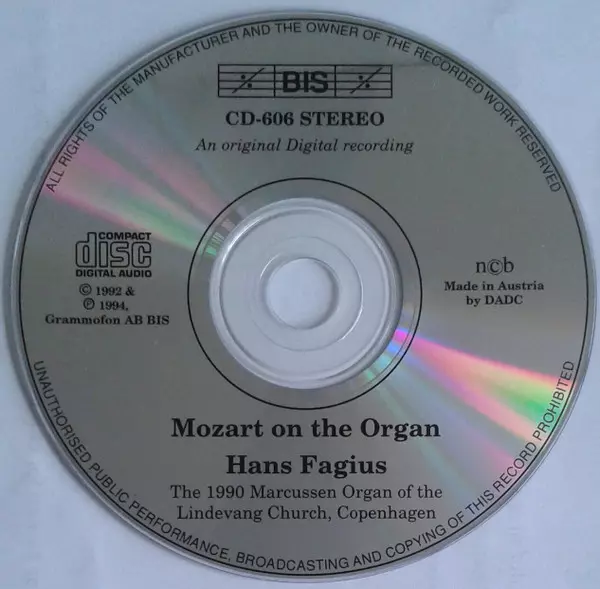 ALL RIGHTS OF THE MANUFACTURER AND THE OWNER OF THE RECORDED WORK RESERVED
BIS
CD-606 STEREO
An original Digital recording
COMPACT
disc
DIGITAL AUDIO
© 1992 &
℗ 1994,
Grammofon AB BIS
n©b
Made in Austria
by DADC
Mozart on the Organ
Hans Fagius
The 1990 Marcussen Organ of the
Lindevang Church, Copenhagen
UNAUTHORISED PUBLIC PERFORMANCE, BROADCASTING AND COPYING OF THIS RECORD PROHIBITED